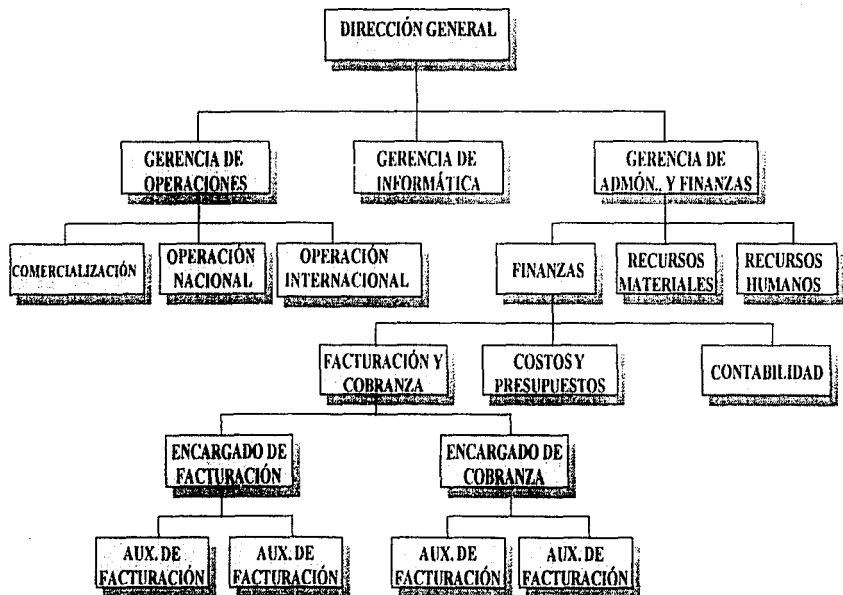 DIRECCIÓN GENERAL
GERENCIA DE
OPERACIONES
GERENCIA DE
INFORMÁTICA
GERENCIA DE
ADMÓN., Y FINANZAS
COMERCIALIZACIÓN
OPERACIÓN
NACIONAL
OPERACIÓN
INTERNACIONAL
FINANZAS
RECURSOS
MATERIALES
RECURSOS
HUMANOS
FACTURACIÓN Y
COBRANZA
COSTOS Y
PRESUPUESTOS
CONTABILIDAD
ENCARGADO DE
FACTURACIÓN
ENCARGADO DE
COBRANZA
AUX. DE
FACTURACIÓN
AUX. DE
FACTURACIÓN
AUX. DE
FACTURACIÓN
AUX. DE
FACTURACIÓN